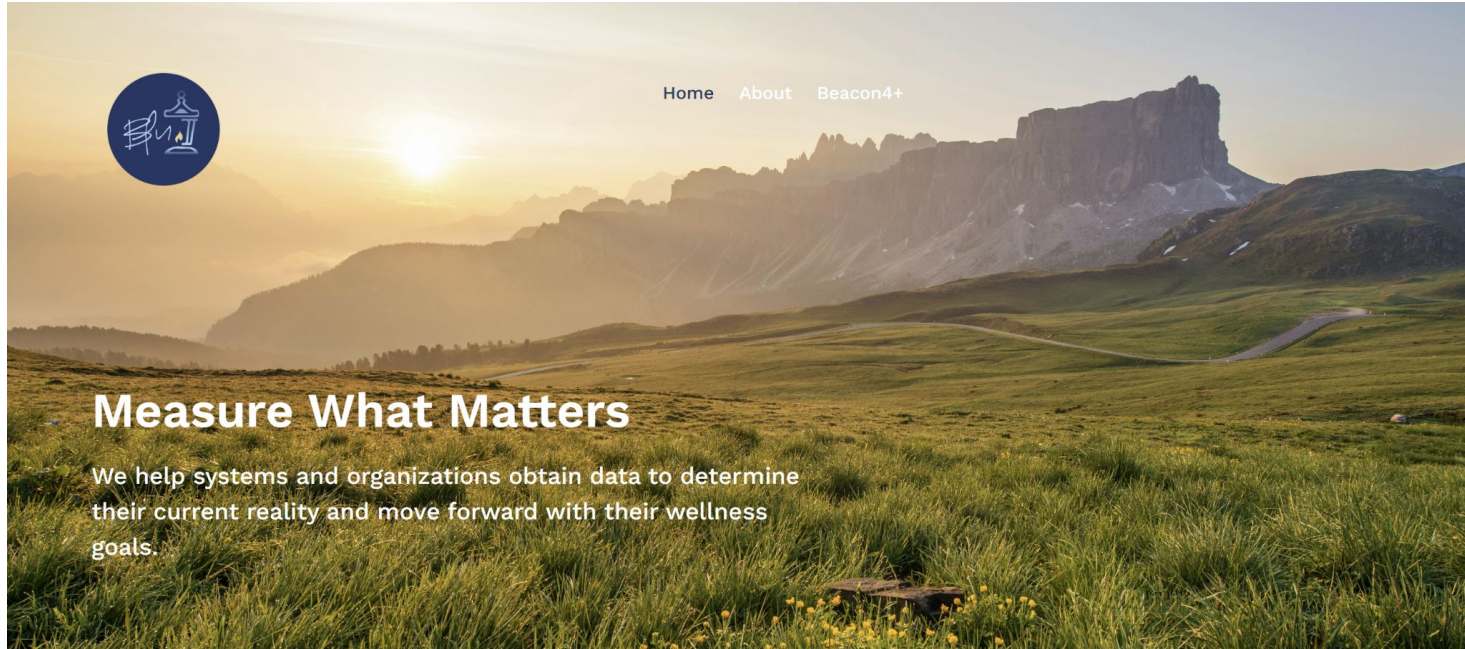 Home About Beacon4+
Measure What Matters
We help systems and organizations obtain data to determine
their current reality and move forward with their wellness
goals.